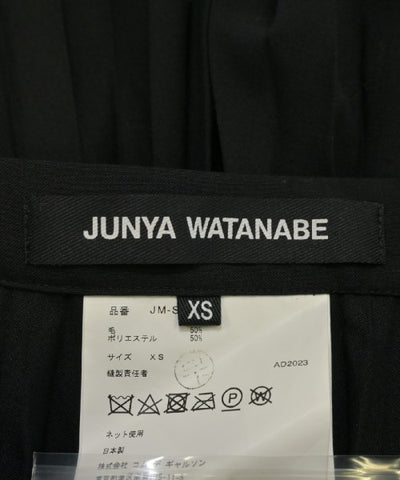 JUNYA WATANABE
XS
品番 JM-S
毛 50%
ポリエステル 50%
サイズ XS
縫製責任者
AD2023
P W
ネット使用
日本製
株式会社 コム デ ギャルソン